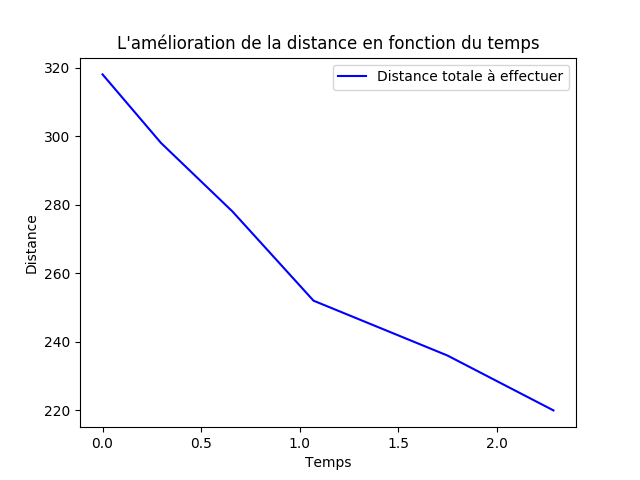 L'amélioration de la distance en fonction du temps
Distance totale à effectuer
Distance
320
300
280
260
240
220
0.0 0.5 1.0 1.5 2.0
Temps